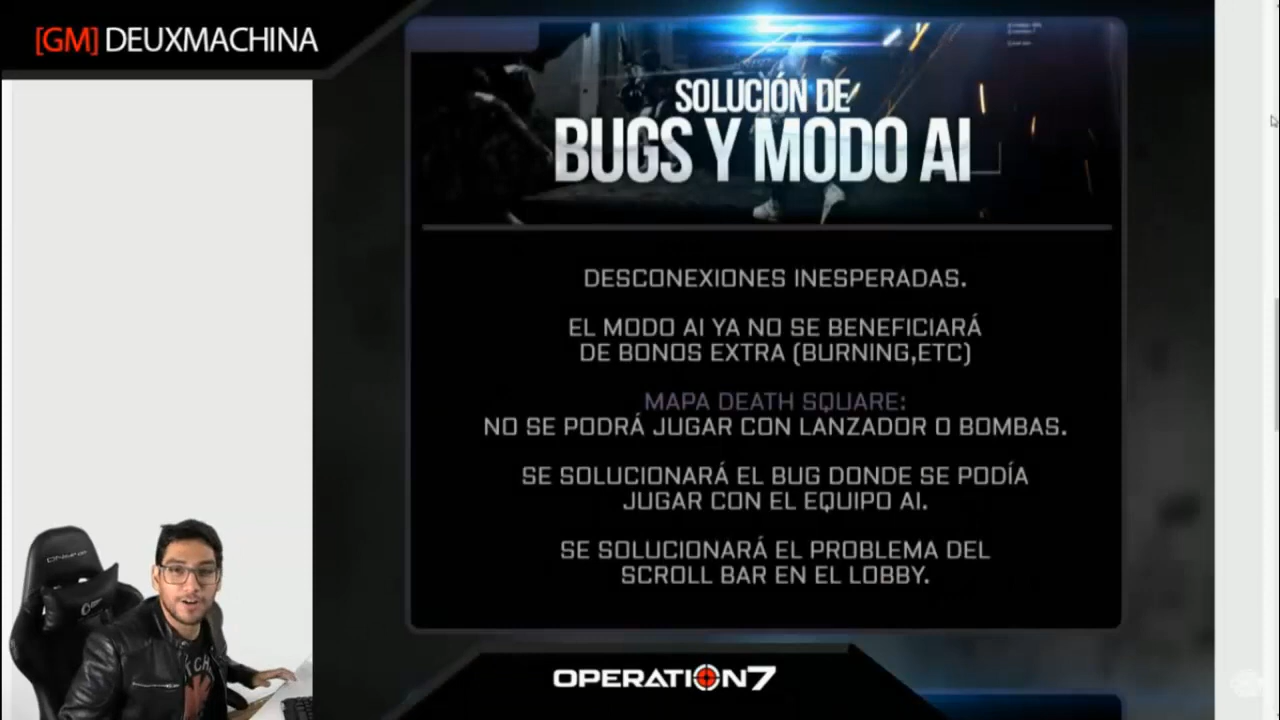 [GM] DEUXMACHINA
SOLUCIÓN DE
BUGS Y MODO AI
DESCONEXIONES INESPERADAS.
EL MODO AI YA NO SE BENEFICIARÁ
DE BONOS EXTRA (BURNING,ETC)
MAPA DEATH SQUARE:
NO SE PODRÁ JUGAR CON LANZADOR O BOMBAS.
SE SOLUCIONARÁ EL BUG DONDE SE PODÍA
JUGAR CON EL EQUIPO AI.
SE SOLUCIONARÁ EL PROBLEMA DEL
SCROLL BAR EN EL LOBBY.
OPERATION7